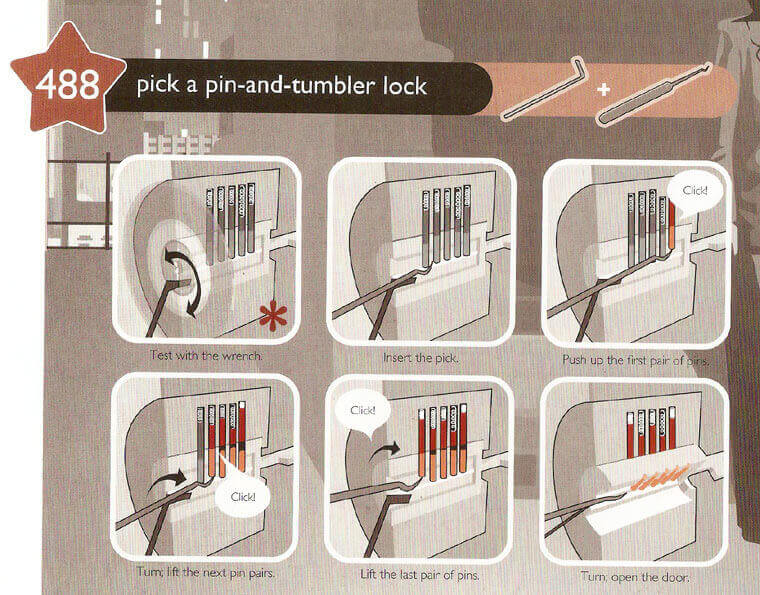 488
pick a pin-and-tumbler lock
+
*
Click!
Test with the wrench.
Insert the pick.
Push up the first pair of pins.
Click!
Click!
Turn; lift the next pin pairs.
Lift the last pair of pins.
Turn; open the door.